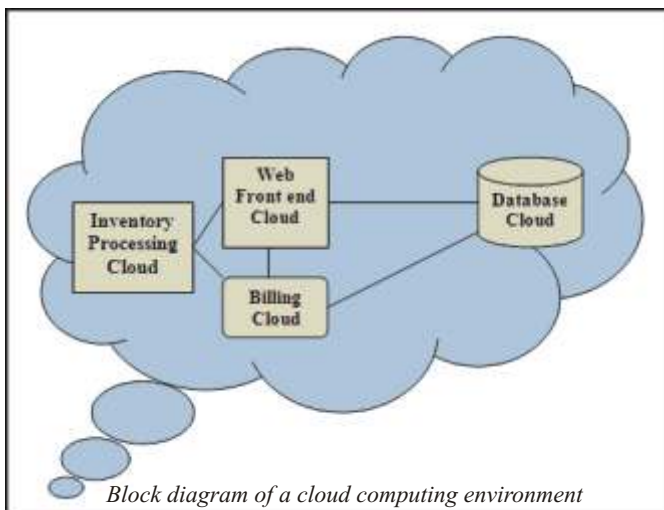 Web
Front end
Cloud
Inventory
Processing
Cloud
Database
Cloud
Billing
Cloud
Block diagram of a cloud computing environment